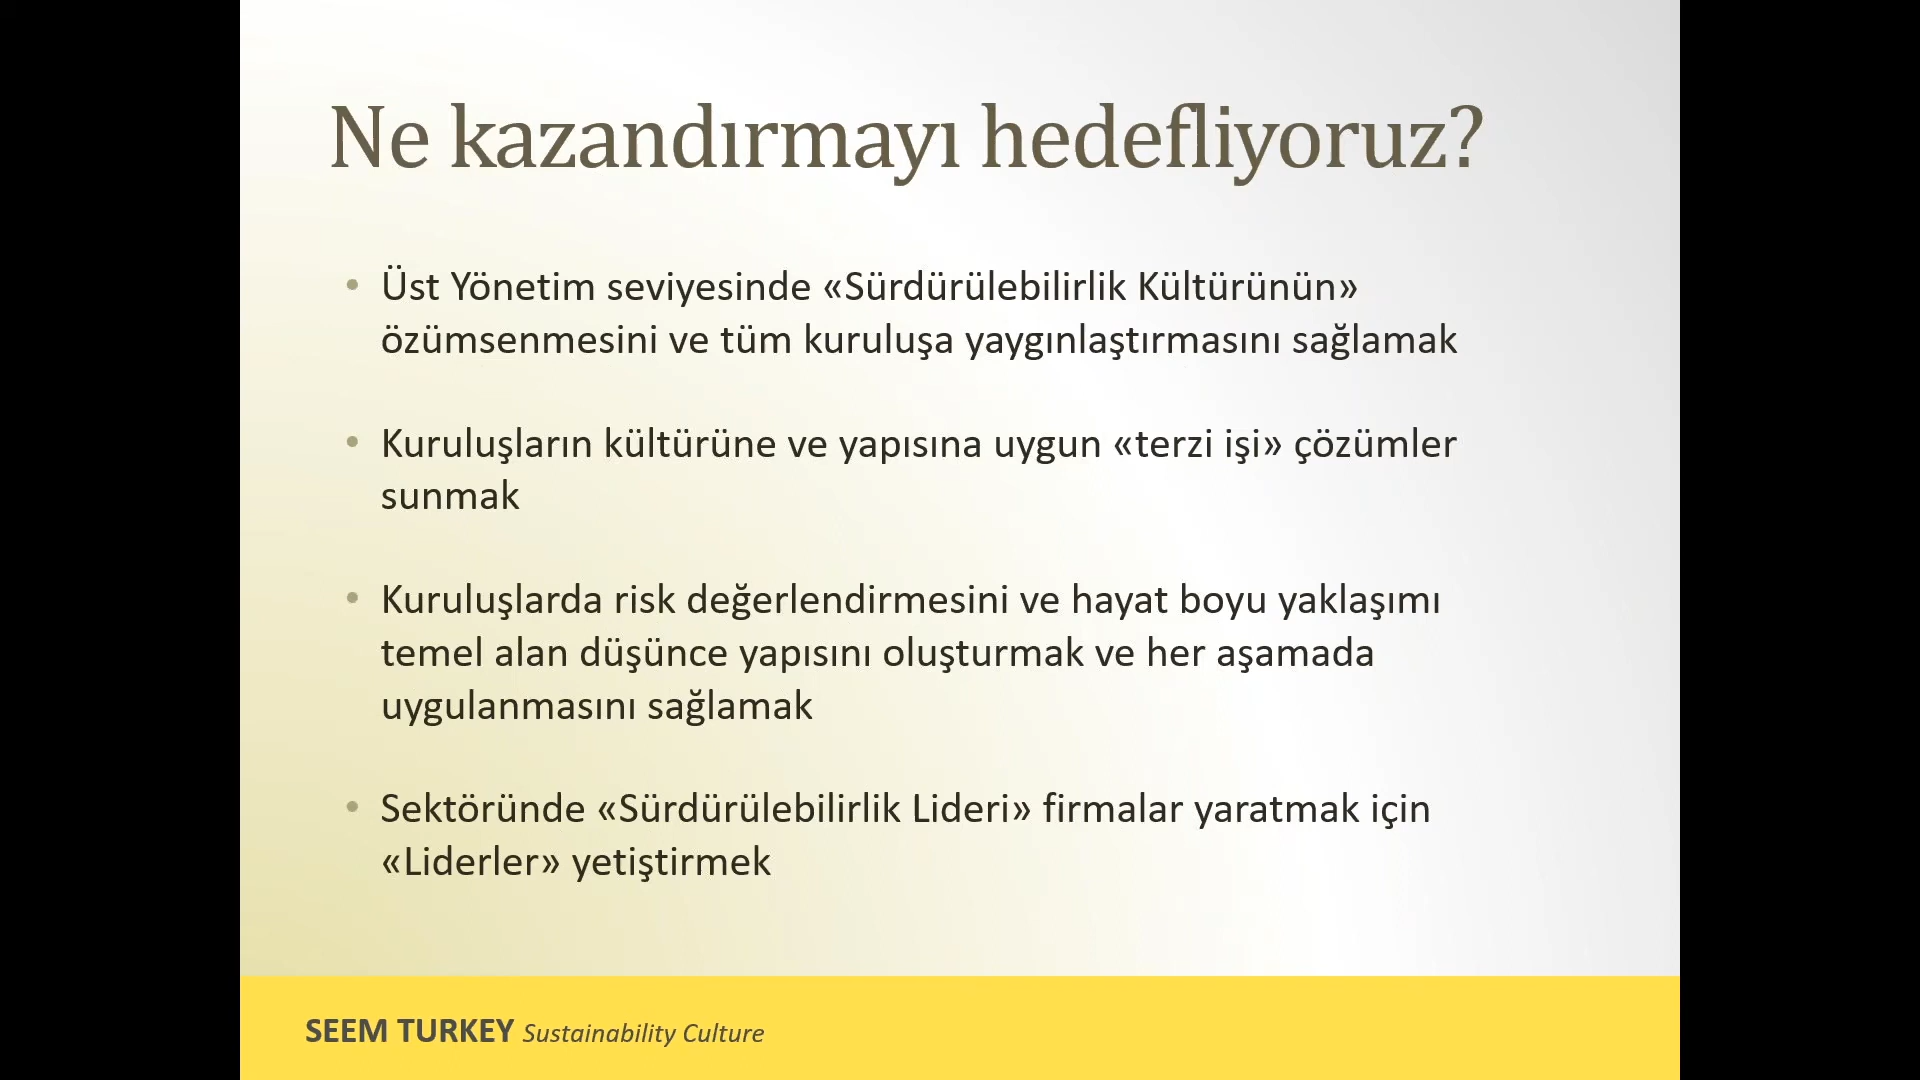 Ne kazandırmayı hedefliyoruz?
• Üst Yönetim seviyesinde «Sürdürülebilirlik Kültürünün»
özümsenmesini ve tüm kuruluşa yaygınlaştırmasını sağlamak
• Kuruluşların kültürüne ve yapısına uygun «terzi işi» çözümler
sunmak
• Kuruluşlarda risk değerlendirmesini ve hayat boyu yaklaşımı
temel alan düşünce yapısını oluşturmak ve her aşamada
uygulanmasını sağlamak
• Sektöründe «Sürdürülebilirlik Lideri» firmalar yaratmak için
«Liderler» yetiştirmek
SEEM TURKEY Sustainability Culture